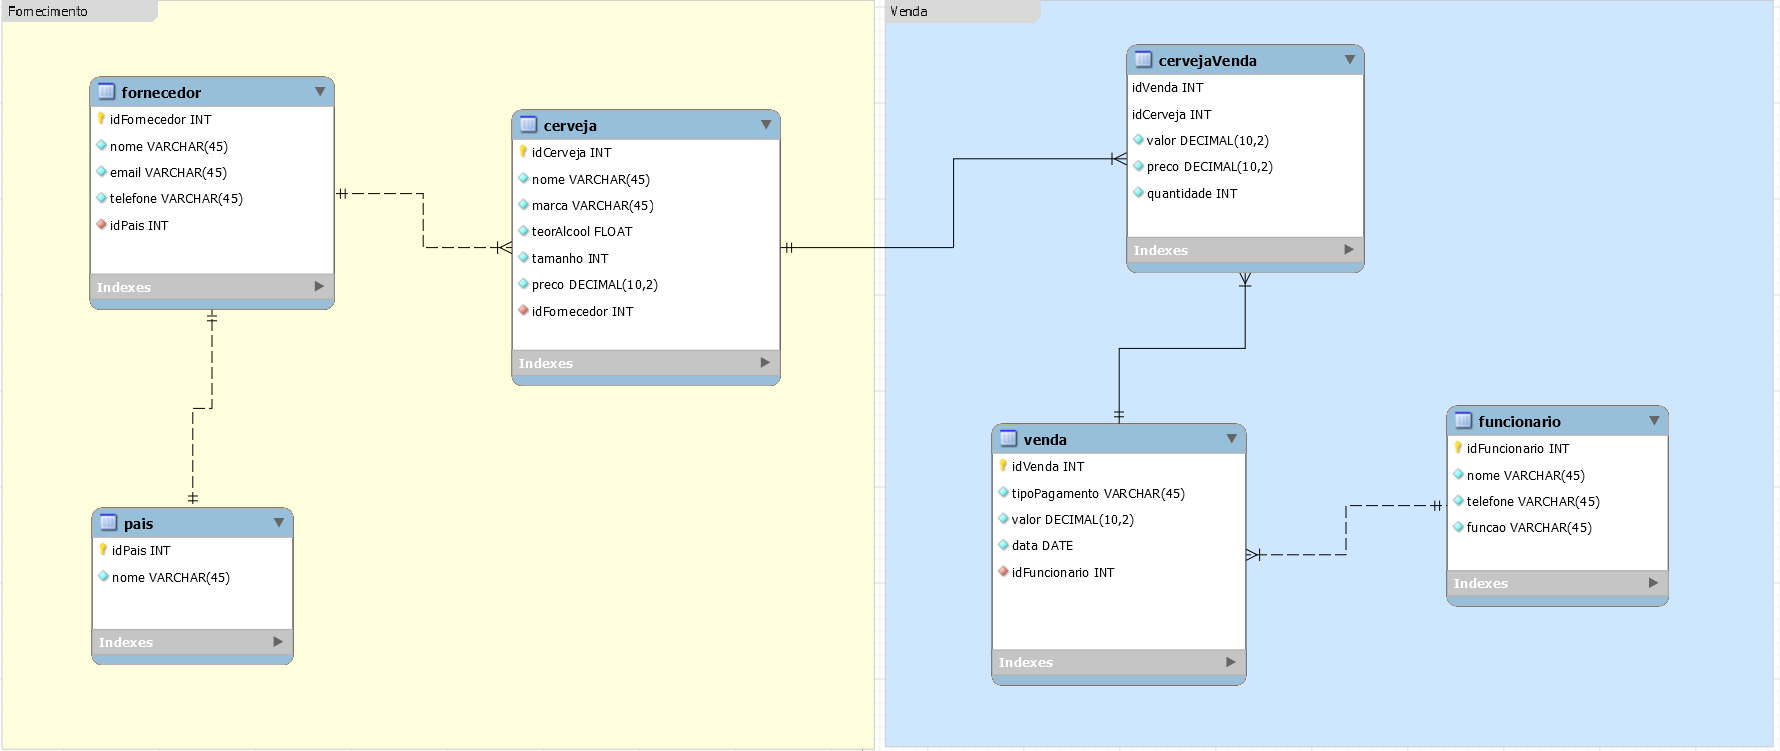 Fornecimento
fornecedor
idFornecedor INT
nome VARCHAR(45)
email VARCHAR(45)
telefone VARCHAR(45)
idPais INT
Indexes
cerveja
idCerveja INT
nome VARCHAR(45)
marca VARCHAR(45)
teorAlcool FLOAT
tamanho INT
preco DECIMAL(10,2)
idFornecedor INT
Indexes
pais
idPais INT
nome VARCHAR(45)
Indexes
Venda
cervejaVenda
idVenda INT
idCerveja INT
valor DECIMAL(10,2)
preco DECIMAL(10,2)
quantidade INT
Indexes
venda
idVenda INT
tipoPagamento VARCHAR(45)
valor DECIMAL(10,2)
data DATE
idFuncionario INT
Indexes
funcionario
idFuncionario INT
nome VARCHAR(45)
telefone VARCHAR(45)
funcao VARCHAR(45)
Indexes